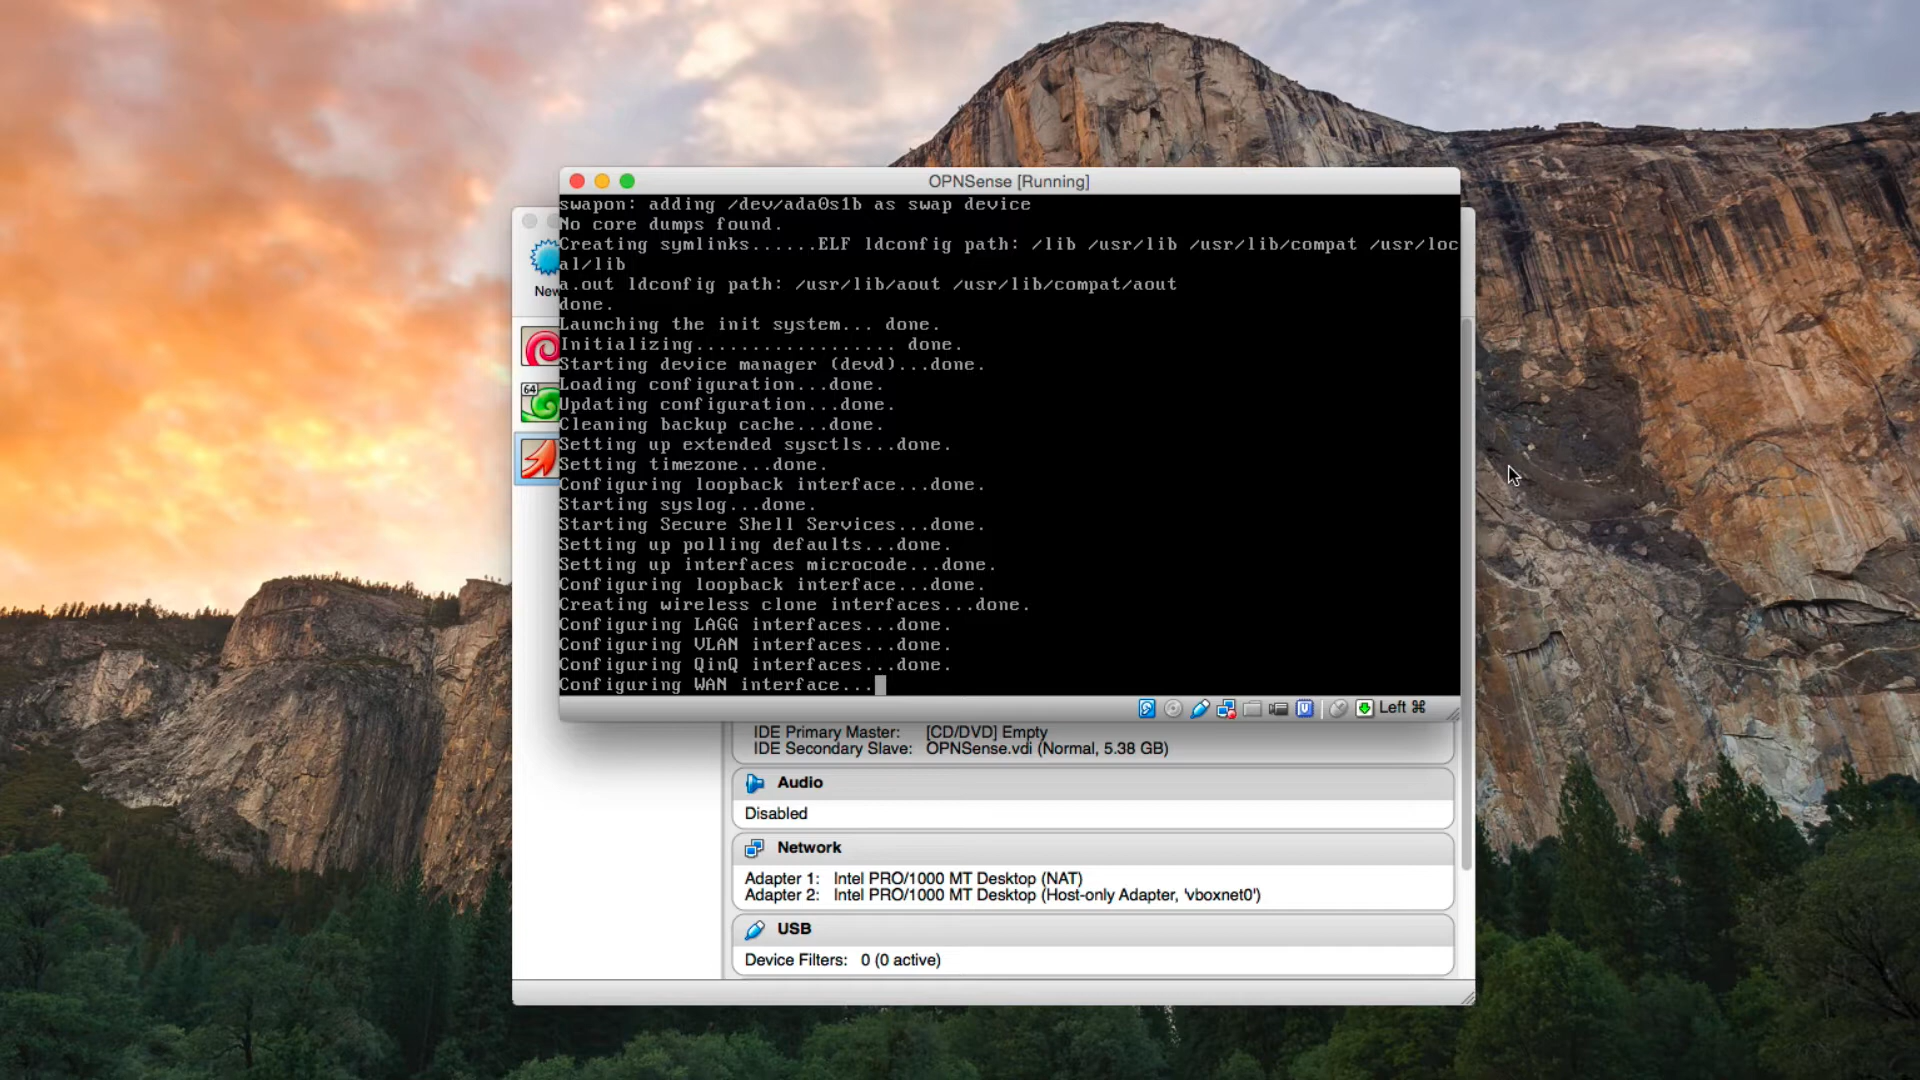 OPNSense [Running]
swapon: adding /dev/ada0s1b as swap device
No core dumps found.
Creating symlinks......ELF ldconfig path: /lib /usr/lib /usr/lib/compat /usr/loc
al/lib
a.out ldconfig path: /usr/lib/aout /usr/lib/compat/aout
done.
Launching the init system... done.
Initializing.................. done.
Starting device manager (devd)...done.
Loading configuration...done.
Updating configuration...done.
Cleaning backup cache...done.
Setting up extended sysctls...done.
Setting timezone...done.
Configuring loopback interface...done.
Starting syslog...done.
Starting Secure Shell Services...done.
Setting up polling defaults...done.
Setting up interfaces microcode...done.
Configuring loopback interface...done.
Creating wireless clone interfaces...done.
Configuring LAGG interfaces...done.
Configuring VLAN interfaces...done.
Configuring QinQ interfaces...done.
Configuring WAN interface...
Left ⌘
New
64
IDE Primary Master: [CD/DVD] Empty
IDE Secondary Slave: OPNSense.vdi (Normal, 5.38 GB)
Audio
Disabled
Network
Adapter 1: Intel PRO/1000 MT Desktop (NAT)
Adapter 2: Intel PRO/1000 MT Desktop (Host-only Adapter, 'vboxnet0')
USB
Device Filters: 0 (0 active)